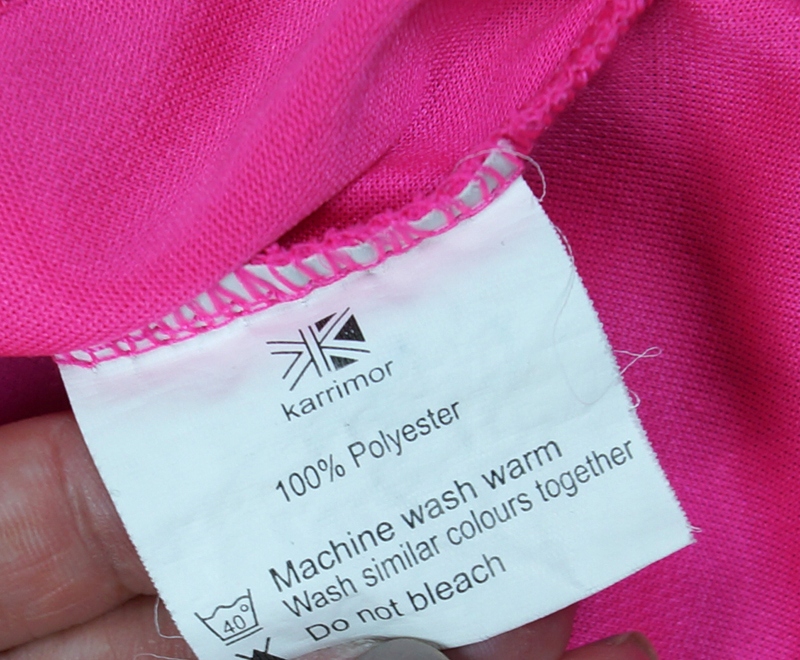 karrimor
100% Polyester
Machine wash warm
Wash similar colours together
40°
Do not bleach